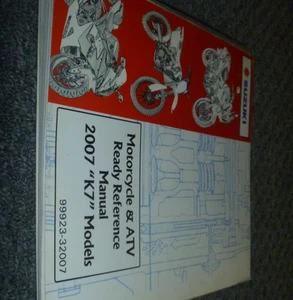 SUZUKI
Motorcycle & ATV
Ready Reference
Manual
2007 "K7" Models
99923-32007